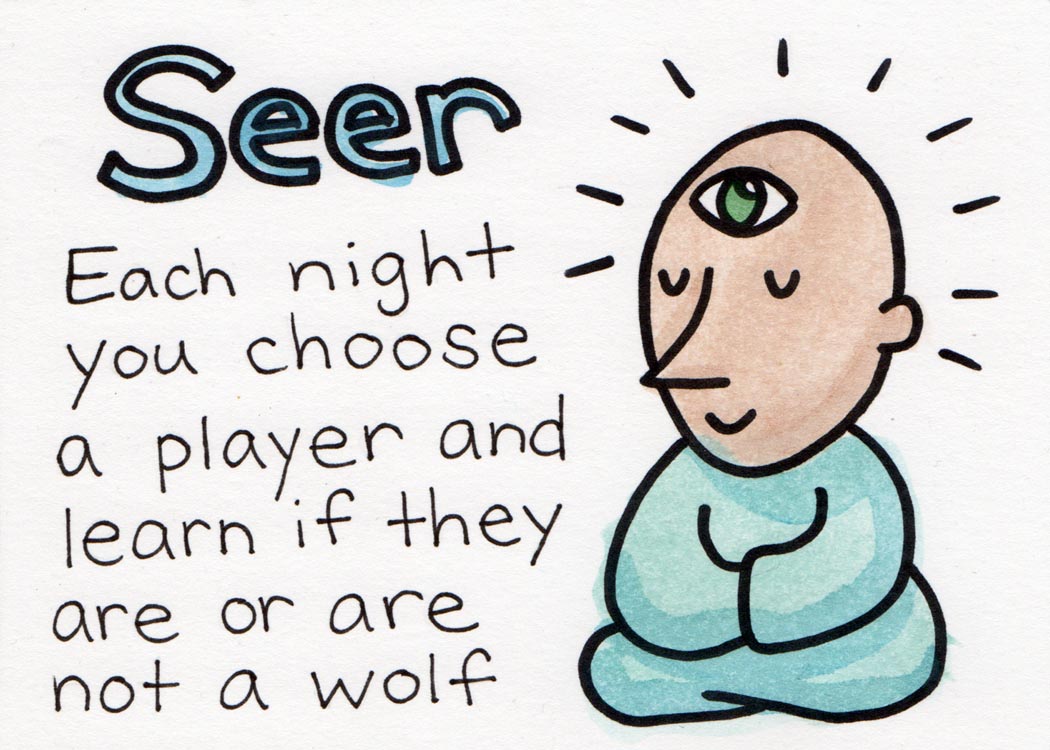 Seer
Each night
you choose
a player and
learn if they
are or are
not a wolf